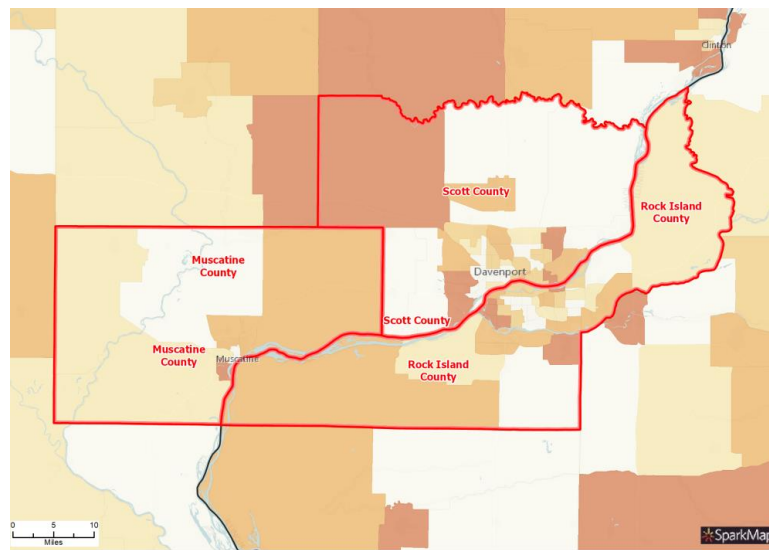 Clinton
Scott County
Rock Island
County
Muscatine
County
Davenport
Scott County
Muscatine
County
Muscatine
Rock Island
County
0 5 10
Miles
SparkMap